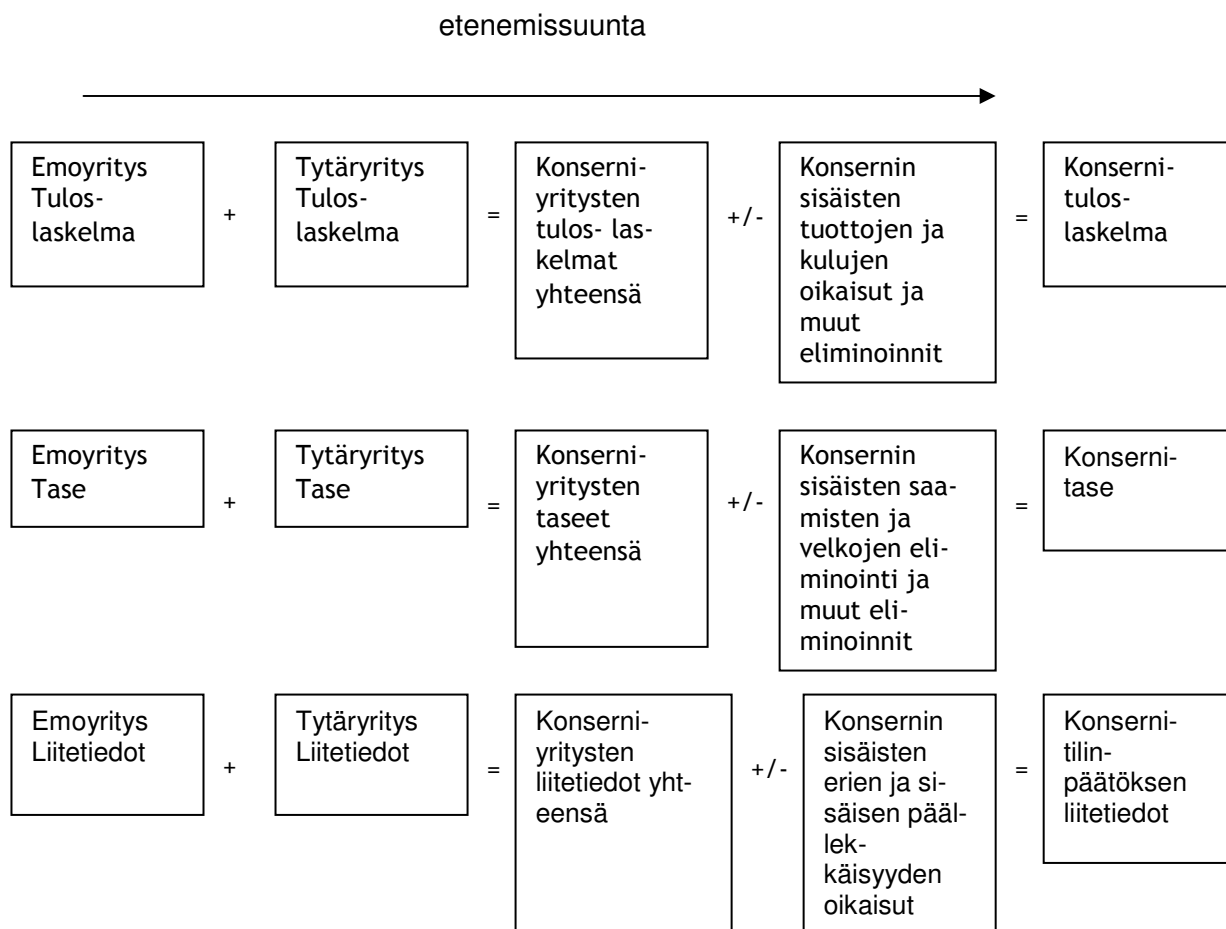 etenemissuunta
Emoyritys
Tulos-
laskelma
+
Tytäryritys
Tulos-
laskelma
=
Konserni-
yritysten
tulos- las-
kelmat
yhteensä
+/-
Konsernin
sisäisten
tuottojen ja
kulujen
oikaisut ja
muut
eliminoinnit
=
Konserni-
tulos-
laskelma
Emoyritys
Tase
+
Tytäryritys
Tase
=
Konserni-
yritysten
taseet
yhteensä
+/-
Konsernin
sisäisten saa-
misten ja
velkojen eli-
minointi ja
muut eli-
minoinnit
=
Konserni-
tase
Emoyritys
Liitetiedot
+
Tytäryritys
Liitetiedot
=
Konserni-
yritysten
liitetiedot yht-
eensä
+/-
Konsernin
sisäisten
erien ja si-
säisen pääl-
lek-
käisyyden
oikaisut
=
Konserni-
tilin-
päätöksen
liitetiedot